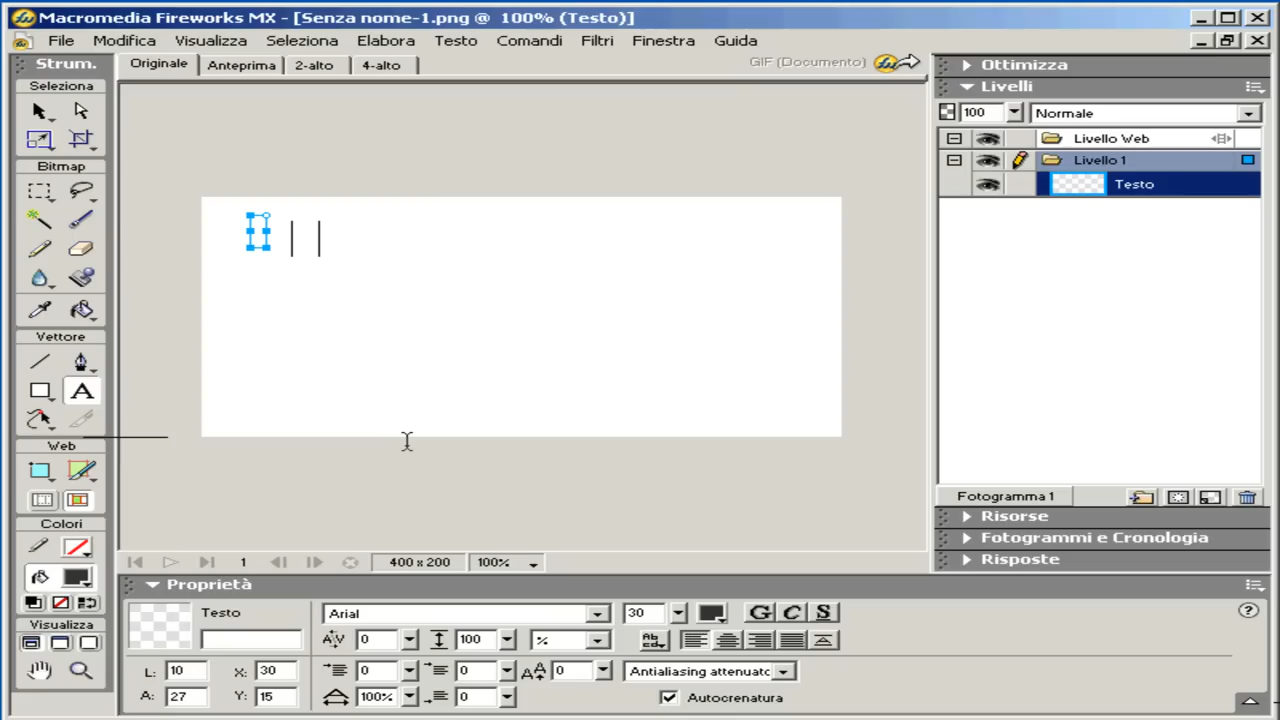 Macromedia Fireworks MX - [Senza nome-1.png @ 100% (Testo)]
File Modifica Visualizza Seleziona Elabora Testo Comandi Filtri Finestra Guida
Strum.
Originale Anteprima 2-alto 4-alto
GIF (Documento)
Seleziona
Bitmap
Vettore
A
Web
Colori
Visualizza
Ottimizza
Livelli
100 Normale
Livello Web
Livello 1
Testo
Fotogramma 1
Risorse
Fotogrammi e Cronologia
Risposte
1 400 x 200 100%
Proprietà
Testo Arial 30 G C S
0 100 %
L: 10 X: 30 0 0 0 Antialiasing attenuato
A: 27 Y: 15 100% 0 Autocrenatura